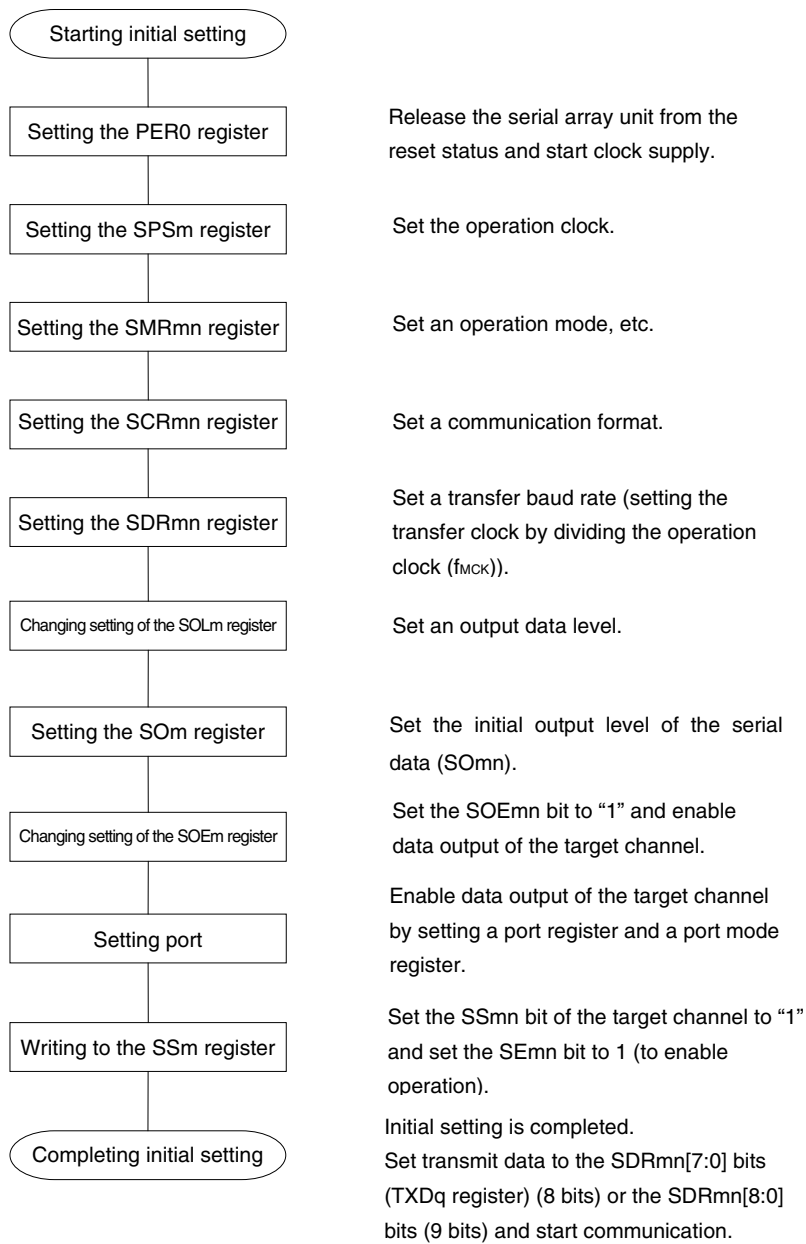 Starting initial setting
Setting the PER0 register
Release the serial array unit from the
reset status and start clock supply.
Setting the SPSm register
Set the operation clock.
Setting the SMRmn register
Set an operation mode, etc.
Setting the SCRmn register
Set a communication format.
Setting the SDRmn register
Set a transfer baud rate (setting the
transfer clock by dividing the operation
clock (fMCK)).
Changing setting of the SOLm register
Set an output data level.
Setting the SOm register
Set the initial output level of the serial
data (SOmn).
Changing setting of the SOEm register
Set the SOEmn bit to “1” and enable
data output of the target channel.
Setting port
Enable data output of the target channel
by setting a port register and a port mode
register.
Writing to the SSm register
Set the SSmn bit of the target channel to “1”
and set the SEmn bit to 1 (to enable
operation).
Completing initial setting
Initial setting is completed.
Set transmit data to the SDRmn[7:0] bits
(TXDq register) (8 bits) or the SDRmn[8:0]
bits (9 bits) and start communication.